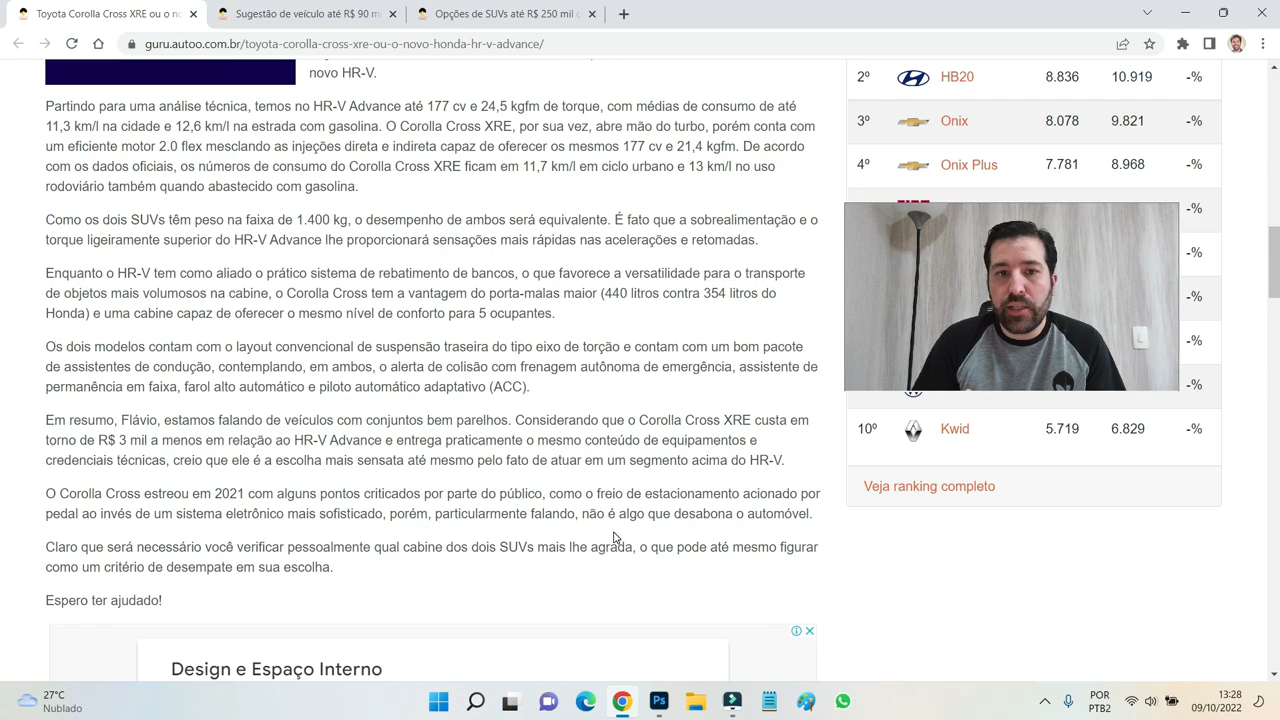 Toyota Corolla Cross XRE ou o no
Sugestão de veículo até R$ 90 mi
Opções de SUVs até R$ 250 mil c
guru.autoo.com.br/toyota-corolla-cross-xre-ou-o-novo-honda-hr-v-advance/
novo HR-V.
Partindo para uma análise técnica, temos no HR-V Advance até 177 cv e 24,5 kgfm de torque, com médias de consumo de até
11,3 km/l na cidade e 12,6 km/l na estrada com gasolina. O Corolla Cross XRE, por sua vez, abre mão do turbo, porém conta com
um eficiente motor 2.0 flex mesclando as injeções direta e indireta capaz de oferecer os mesmos 177 cv e 21,4 kgfm. De acordo
com os dados oficiais, os números de consumo do Corolla Cross XRE ficam em 11,7 km/l em ciclo urbano e 13 km/l no uso
rodoviário também quando abastecido com gasolina.
Como os dois SUVs têm peso na faixa de 1.400 kg, o desempenho de ambos será equivalente. É fato que a sobrealimentação e o
torque ligeiramente superior do HR-V Advance lhe proporcionará sensações mais rápidas nas acelerações e retomadas.
Enquanto o HR-V tem como aliado o prático sistema de rebatimento de bancos, o que favorece a versatilidade para o transporte
de objetos mais volumosos na cabine, o Corolla Cross tem a vantagem do porta-malas maior (440 litros contra 354 litros do
Honda) e uma cabine capaz de oferecer o mesmo nível de conforto para 5 ocupantes.
Os dois modelos contam com o layout convencional de suspensão traseira do tipo eixo de torção e contam com um bom pacote
de assistentes de condução, contemplando, em ambos, o alerta de colisão com frenagem autônoma de emergência, assistente de
permanência em faixa, farol alto automático e piloto automático adaptativo (ACC).
Em resumo, Flávio, estamos falando de veículos com conjuntos bem parelhos. Considerando que o Corolla Cross XRE custa em
torno de R$ 3 mil a menos em relação ao HR-V Advance e entrega praticamente o mesmo conteúdo de equipamentos e
credenciais técnicas, creio que ele é a escolha mais sensata até mesmo pelo fato de atuar em um segmento acima do HR-V.
O Corolla Cross estreou em 2021 com alguns pontos criticados por parte do público, como o freio de estacionamento acionado por
pedal ao invés de um sistema eletrônico mais sofisticado, porém, particularmente falando, não é algo que desabona o automóvel.
Claro que será necessário você verificar pessoalmente qual cabine dos dois SUVs mais lhe agrada, o que pode até mesmo figurar
como um critério de desempate em sua escolha.
Espero ter ajudado!
Design e Espaço Interno
2º HB20 8.836 10.919 -%
3º Onix 8.078 9.821 -%
4º Onix Plus 7.781 8.968 -%
-%
-%
-%
-%
-%
10º Kwid 5.719 6.829 -%
Veja ranking completo
27°C
Nublado
Ps
POR
PTB2
13:28
09/10/2022